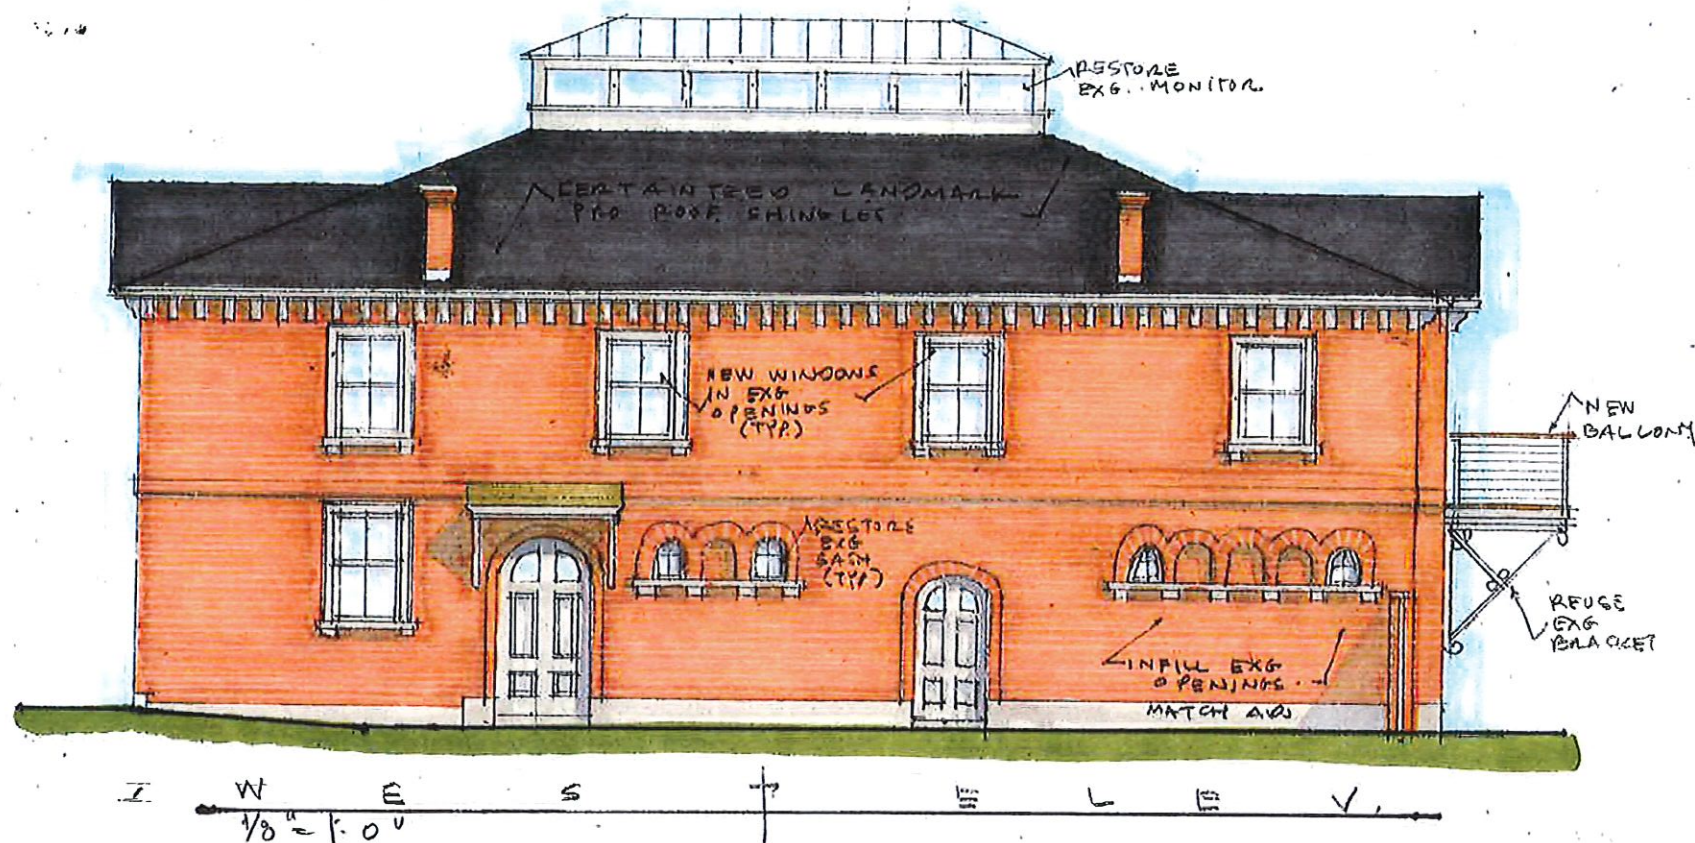 RESTORE
EXG. MONITOR
CERTAINTEED LANDMARK
PRO ROOF SHINGLES
NEW WINDOWS
IN EXG
OPENINGS
(TYP.)
NEW
BALCONY
RESTORE
EXG
SASH
(TYP)
REUSE
EXG
BRACKET
INFILL EXG
OPENINGS.
MATCH
I WEST ELEV.
1/8" = 1'-0"